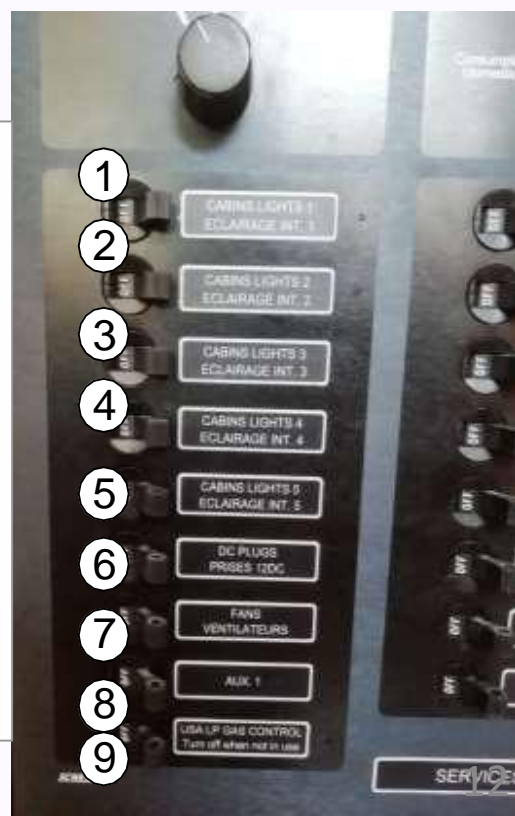 1
CABINS LIGHTS 1
ECLAIRAGE INT. 1
2
CABINS LIGHTS 2
ECLAIRAGE INT. 2
3
CABINS LIGHTS 3
ECLAIRAGE INT. 3
4
CABINS LIGHTS 4
ECLAIRAGE INT. 4
5
CABINS LIGHTS 5
ECLAIRAGE INT. 5
6
DC PLUGS
PRISES 12DC
7
FANS
VENTILATEURS
8
AUX. 1
9
USA LP GAS CONTROL
Turn off when not in use
OFF
OFF
OFF
OFF
OFF
OFF
OFF
OFF
SERVICES
12